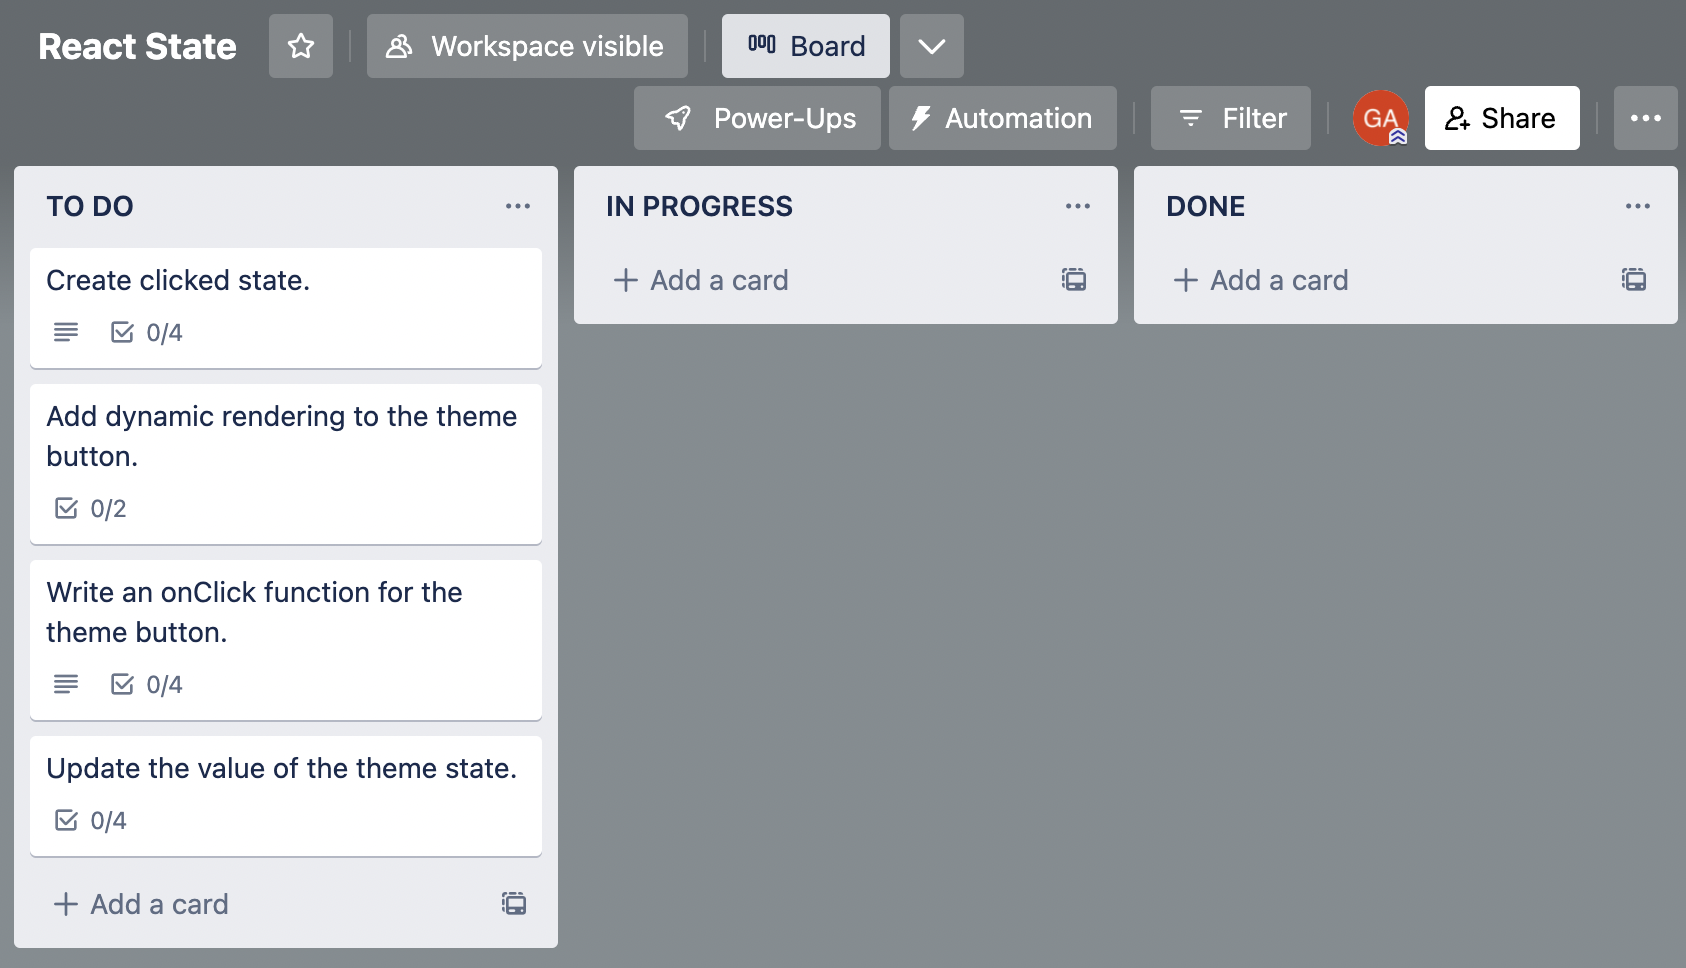 React State
Workspace visible
Board
Power-Ups
Automation
Filter
GA
Share
TO DO
Create clicked state.
0/4
Add dynamic rendering to the theme
button.
0/2
Write an onClick function for the
theme button.
0/4
Update the value of the theme state.
0/4
Add a card
IN PROGRESS
Add a card
DONE
Add a card